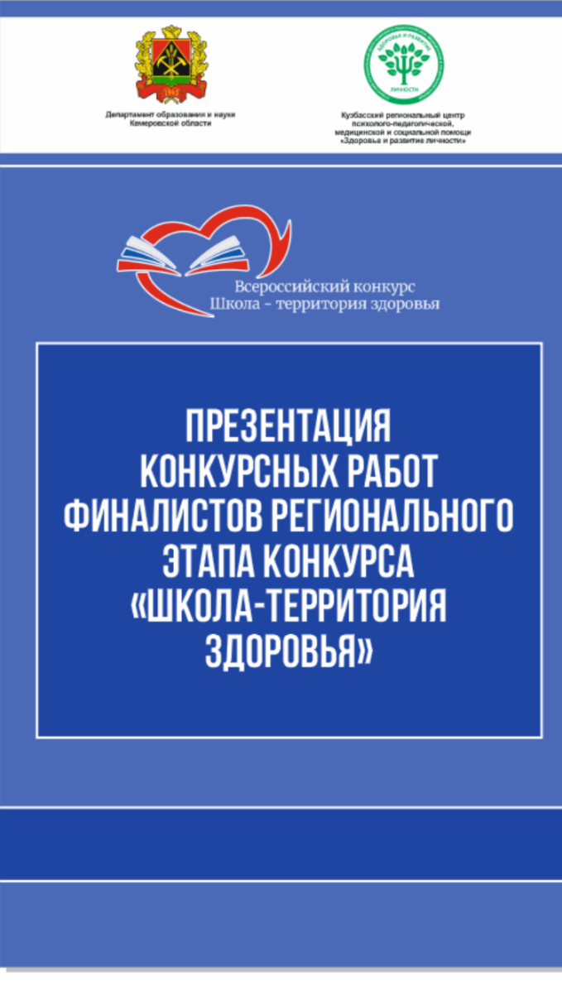 1943
Департамент образования и науки
Кемеровской области
ЗДОРОВЬЕ И РАЗВИТИЕ
ЛИЧНОСТИ
Кузбасский региональный центр
психолого-педагогической,
медицинской и социальной помощи
«Здоровье и развитие личности»
Всероссийский конкурс
Школа – территория здоровья
ПРЕЗЕНТАЦИЯ
КОНКУРСНЫХ РАБОТ
ФИНАЛИСТОВ РЕГИОНАЛЬНОГО
ЭТАПА КОНКУРСА
«ШКОЛА-ТЕРРИТОРИЯ
ЗДОРОВЬЯ»